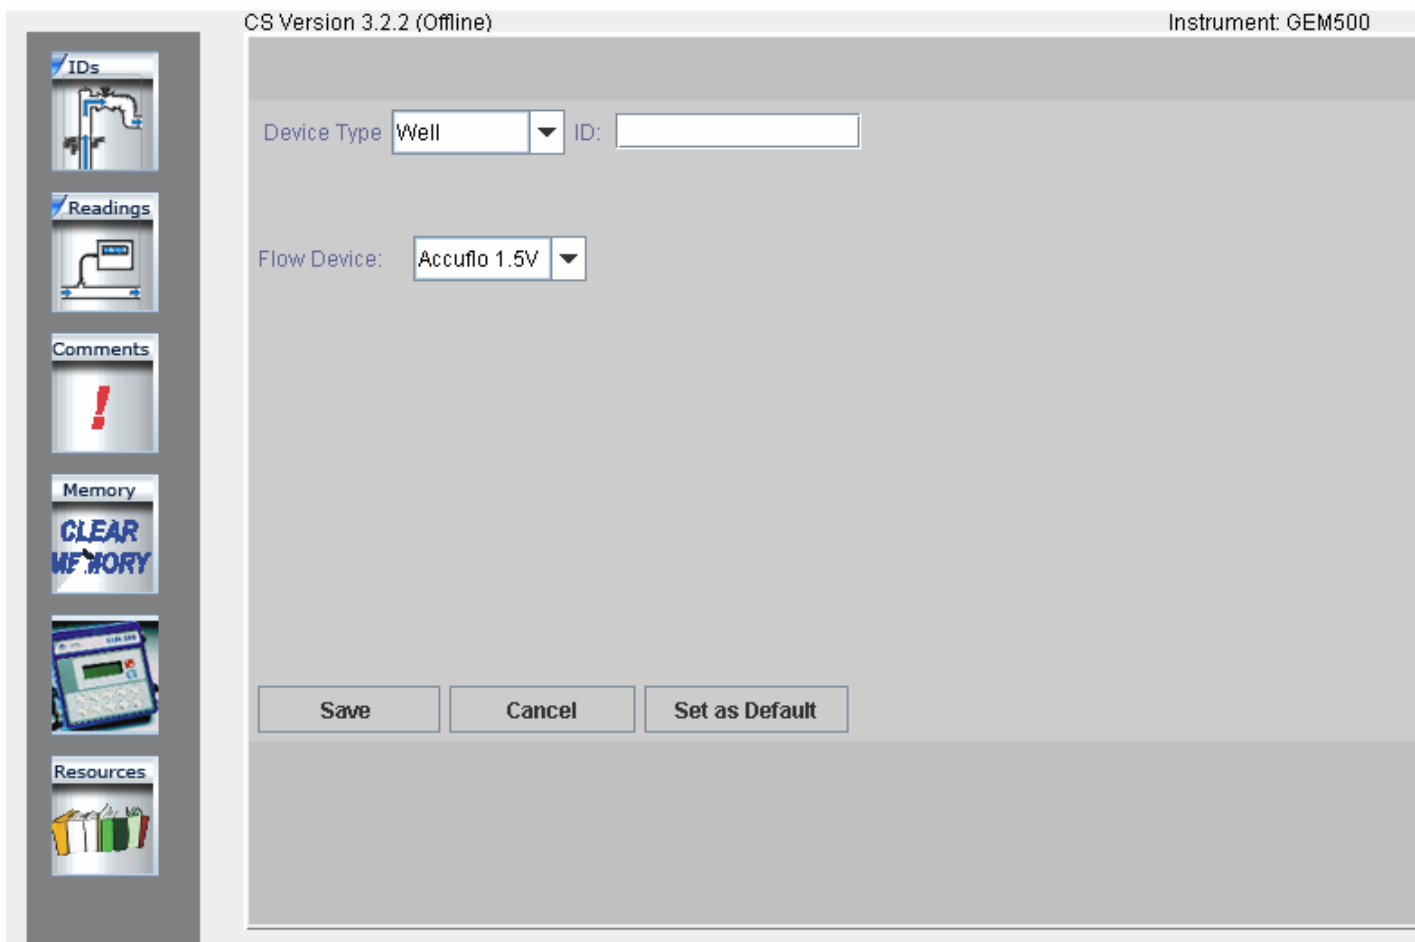 CS Version 3.2.2 (Offline) Instrument: GEM500
IDs
Device Type Well ID:
Readings
Flow Device: Accuflo 1.5V
Comments
!
Memory
CLEAR
MEMORY
Save Cancel Set as Default
Resources